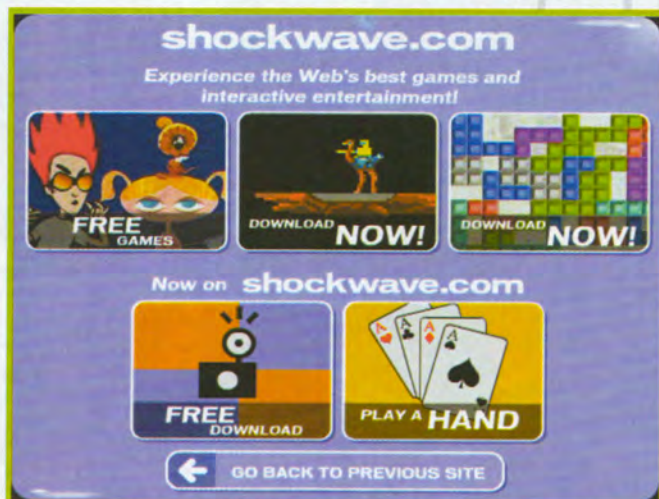 shockwave.com
Experience the Web's best games and
interactive entertainment!
FREE
GAMES
DOWNLOAD
NOW!
DOWNLOAD
NOW!
Now on shockwave.com
FREE
DOWNLOAD
A A A A
PLAY A HAND
GO BACK TO PREVIOUS SITE